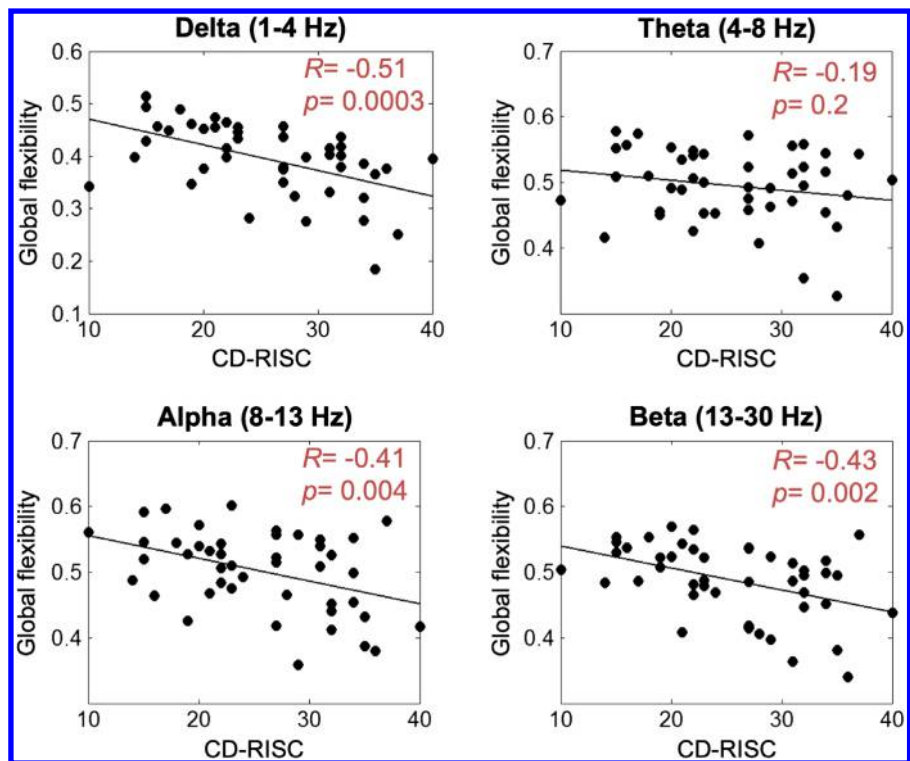 Delta (1-4 Hz)
R= -0.51
p= 0.0003
Global flexibility
0.6
0.5
0.4
0.3
0.2
0.1
10 20 30 40
CD-RISC
Theta (4-8 Hz)
R= -0.19
p= 0.2
Global flexibility
0.7
0.6
0.5
0.4
10 20 30 40
CD-RISC
Alpha (8-13 Hz)
R= -0.41
p= 0.004
Global flexibility
0.7
0.6
0.5
0.4
10 20 30 40
CD-RISC
Beta (13-30 Hz)
R= -0.43
p= 0.002
Global flexibility
0.7
0.6
0.5
0.4
10 20 30 40
CD-RISC